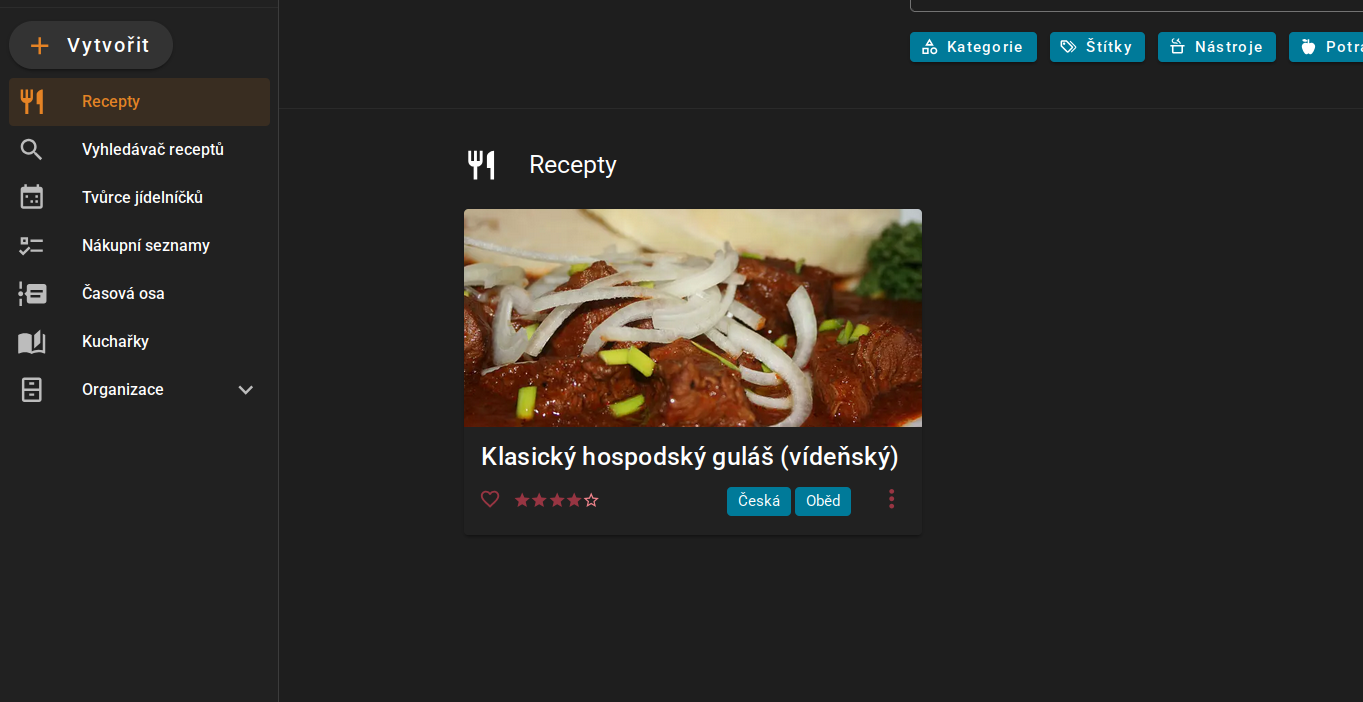 Vytvořit
Recepty
Vyhledávač receptů
Tvůrce jídelníčků
Nákupní seznamy
Časová osa
Kuchařky
Organizace
Kategorie
Štítky
Nástroje
Recepty
Klasický hospodský guláš (vídeňský)
Česká
Oběd